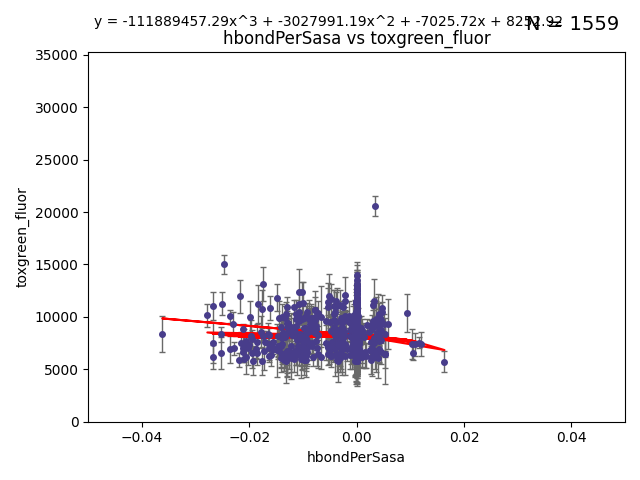 y = -111889457.29x^3 + -3027991.19x^2 + -7025.72x + 8252.92
N = 1559
hbondPerSasa vs toxgreen_fluor
35000
30000
25000
20000
15000
10000
5000
0
toxgreen_fluor
−0.04
−0.02
0.00
0.02
0.04
hbondPerSasa